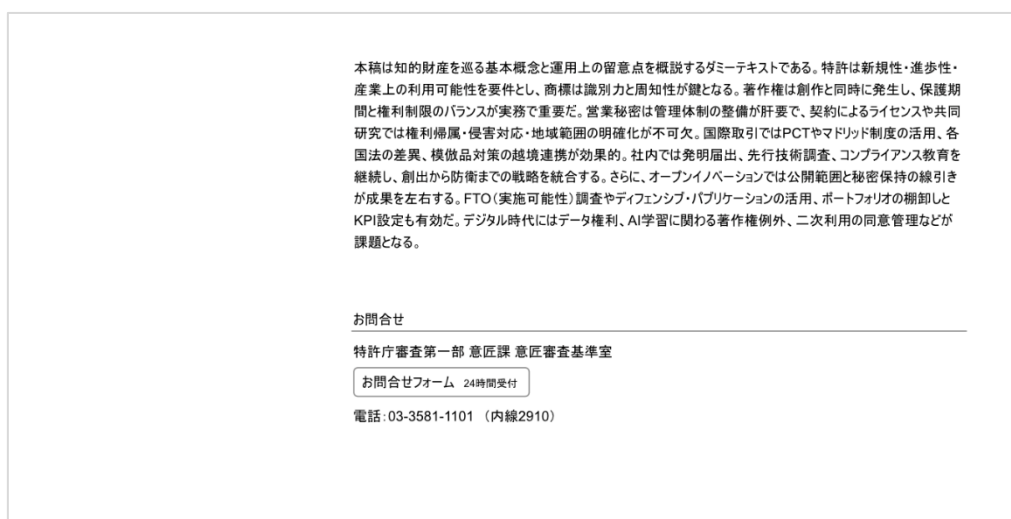 本稿は知的財産を巡る基本概念と運用上の留意点を概説するダミーテキストである。特許は新規性・進歩性・
産業上の利用可能性を要件とし、商標は識別力と周知性が鍵となる。著作権は創作と同時に発生し、保護期
間と権利制限のバランスが実務で重要だ。営業秘密は管理体制の整備が肝要で、契約によるライセンスや共同
研究では権利帰属・侵害対応・地域範囲の明確化が不可欠。国際取引ではPCTやマドリッド制度の活用、各
国法の差異、模倣品対策の越境連携が効果的。社内では発明届出、先行技術調査、コンプライアンス教育を
継続し、創出から防衛までの戦略を統合する。さらに、オープンイノベーションでは公開範囲と秘密保持の線引き
が成果を左右する。FTO（実施可能性）調査やディフェンシブ・パブリケーションの活用、ポートフォリオの棚卸しと
KPI設定も有効だ。デジタル時代にはデータ権利、AI学習に関わる著作権例外、二次利用の同意管理などが
課題となる。
お問合せ
特許庁審査第一部 意匠課 意匠審査基準室
お問合せフォーム 24時間受付
電話：03-3581-1101 （内線2910）